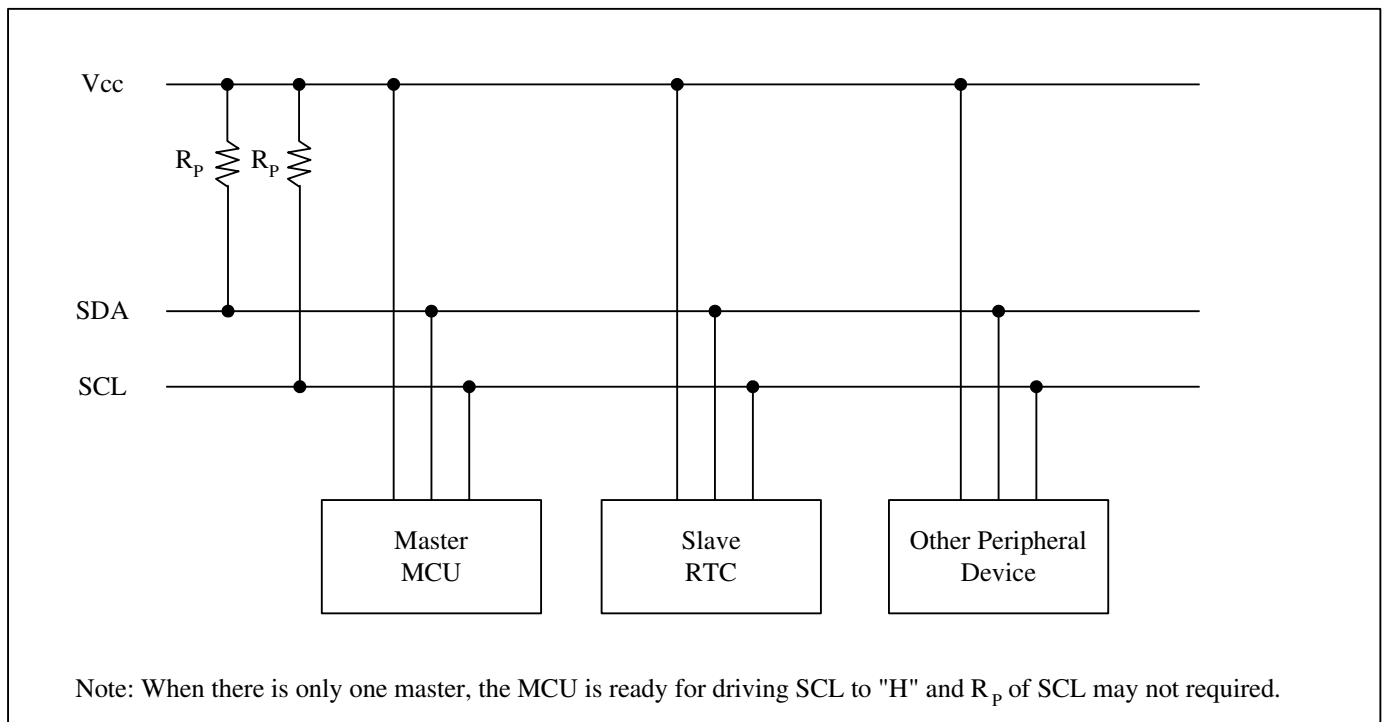 Vcc
R_P R_P
SDA
SCL
Master
MCU
Slave
RTC
Other Peripheral
Device
Note: When there is only one master, the MCU is ready for driving SCL to "H" and R_P of SCL may not required.